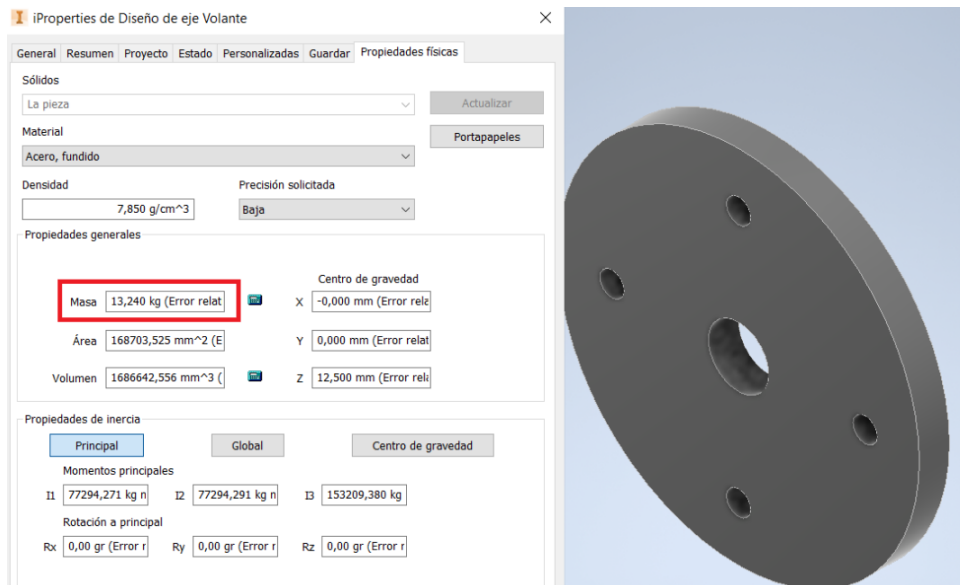 iProperties de Diseño de eje Volante
General Resumen Proyecto Estado Personalizadas Guardar Propiedades físicas
Sólidos
La pieza
Actualizar
Material
Portapapeles
Acero, fundido
Densidad Precisión solicitada
7,850 g/cm^3 Baja
Propiedades generales
Centro de gravedad
Masa 13,240 kg (Error relat X -0,000 mm (Error rela
Área 168703,525 mm^2 (E Y 0,000 mm (Error relat
Volumen 1686642,556 mm^3 ( Z 12,500 mm (Error rela
Propiedades de inercia
Principal Global Centro de gravedad
Momentos principales
I1 77294,271 kg n I2 77294,291 kg n I3 153209,380 kg
Rotación a principal
Rx 0,00 gr (Error r Ry 0,00 gr (Error r Rz 0,00 gr (Error r